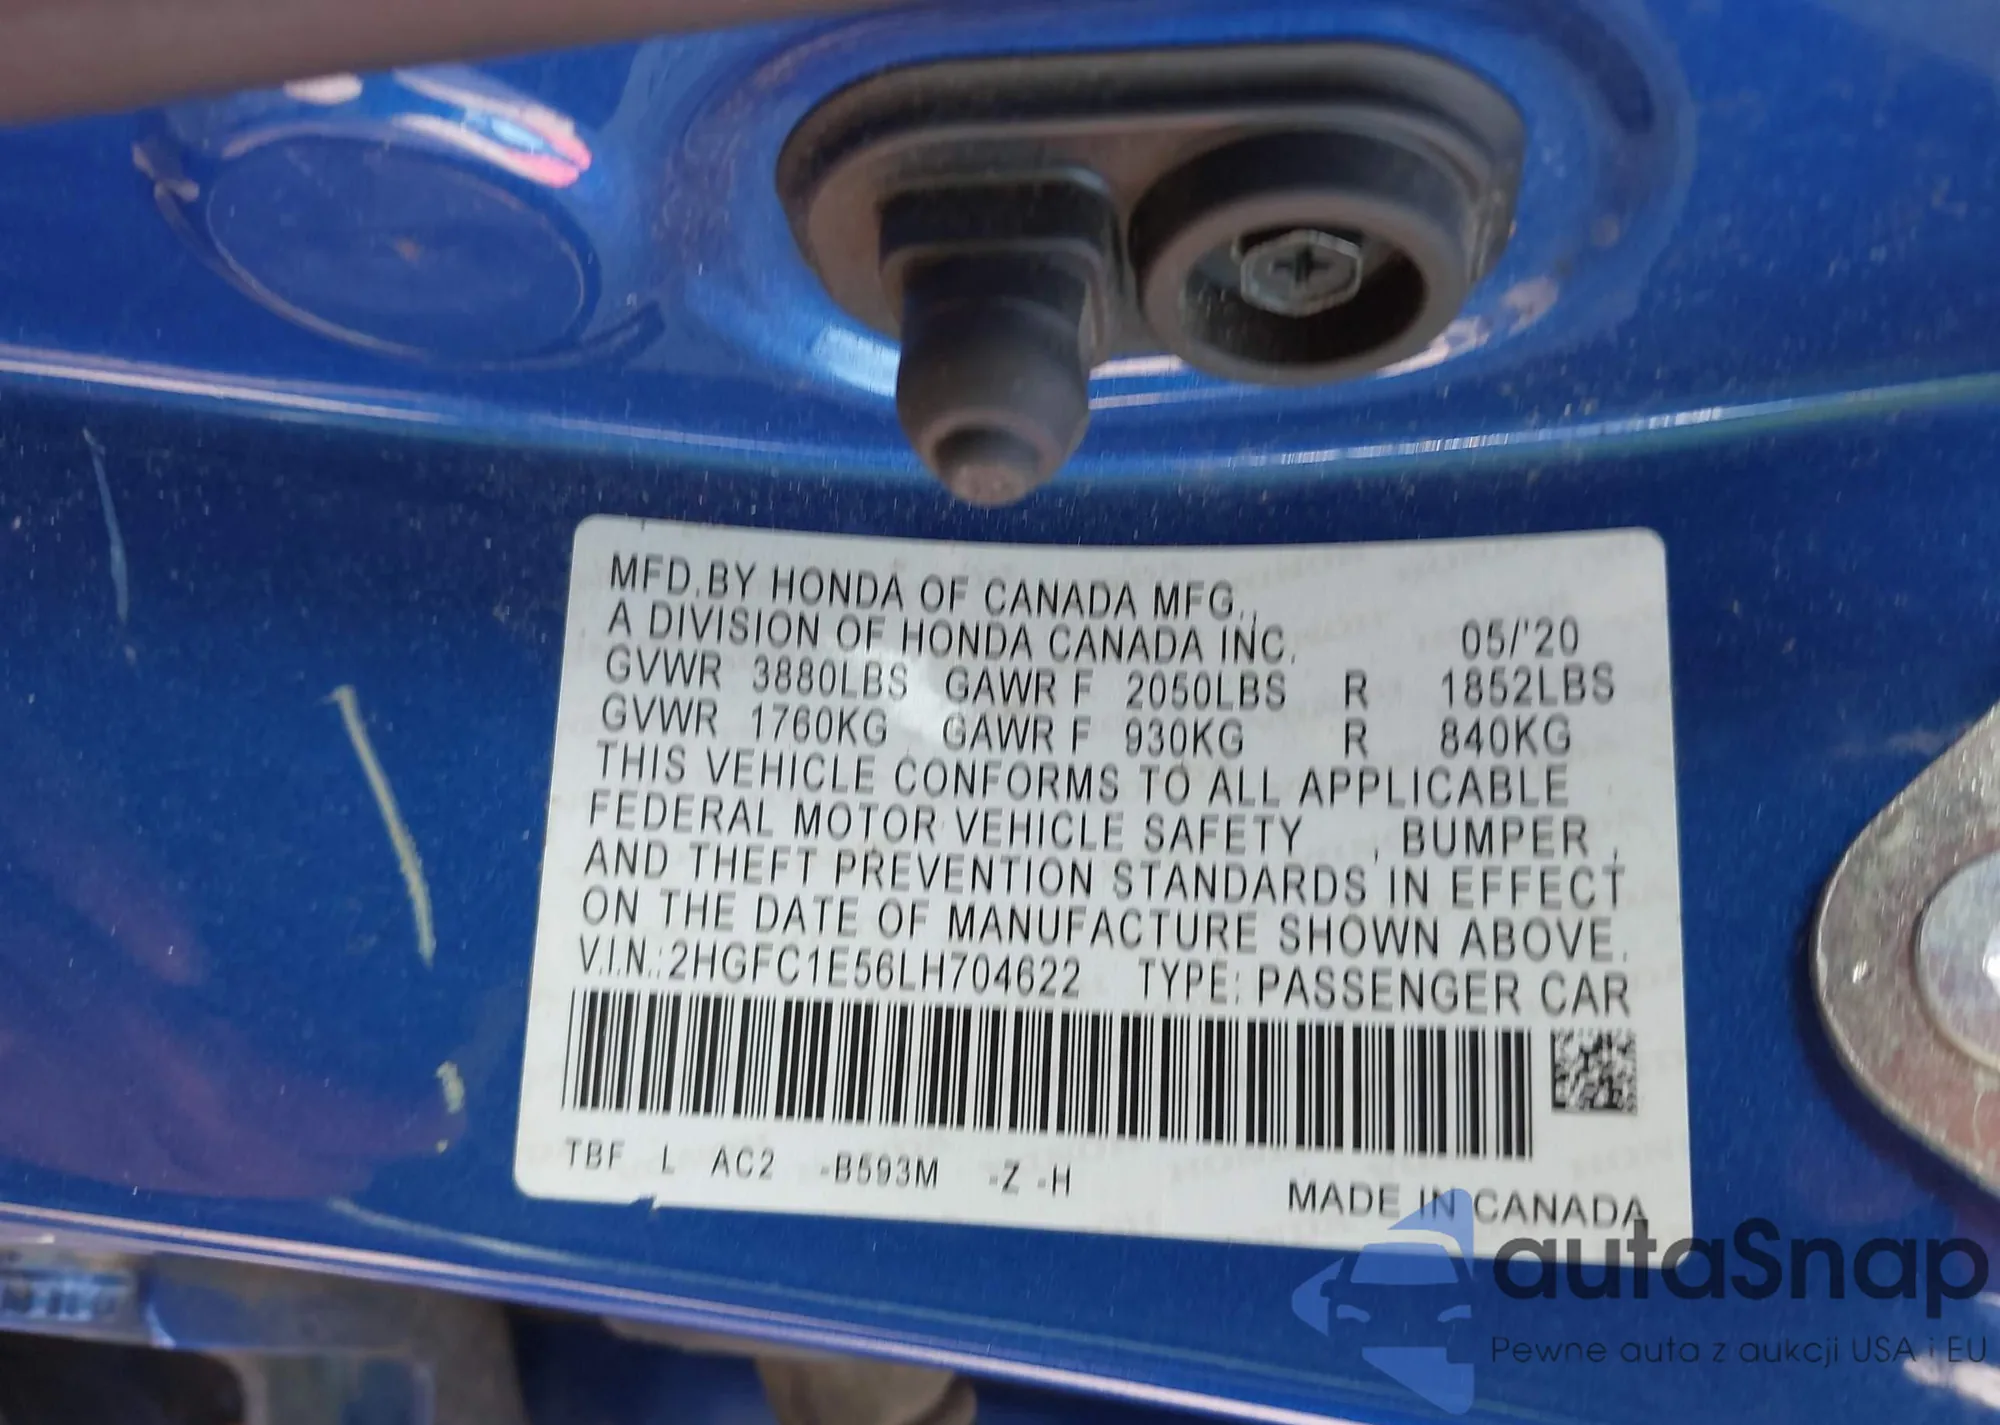 MFD.BY HONDA OF CANADA MFG.,
A DIVISION OF HONDA CANADA INC. 05/'20
GVWR 3880LBS GAWR F 2050LBS R 1852LBS
GVWR 1760KG GAWR F 930KG R 840KG
THIS VEHICLE CONFORMS TO ALL APPLICABLE
FEDERAL MOTOR VEHICLE SAFETY , BUMPER ,
AND THEFT PREVENTION STANDARDS IN EFFECT
ON THE DATE OF MANUFACTURE SHOWN ABOVE.
V.I.N.:2HGFC1E56LH704622 TYPE: PASSENGER CAR
TBF L AC2 -B593M -Z -H
MADE IN CANADA
autaSnap
Pewne auta z aukcji USA i EU